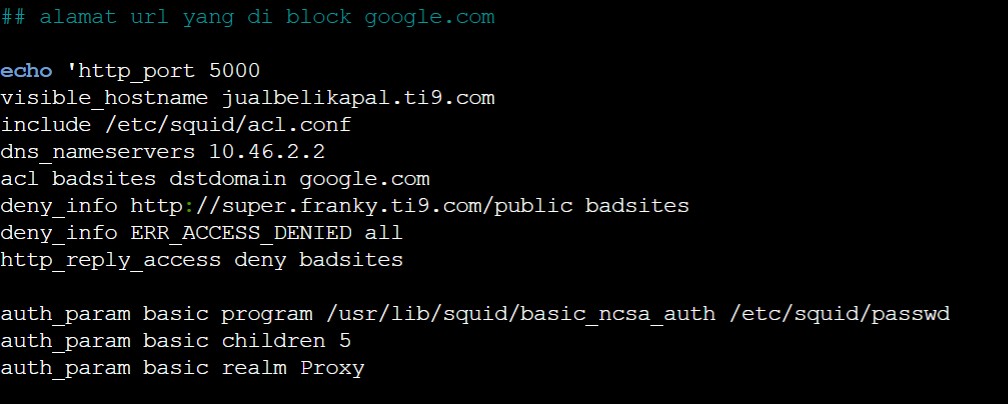 ## alamat url yang di block google.com
echo 'http_port 5000
visible_hostname jualbelikapal.ti9.com
include /etc/squid/acl.conf
dns_nameservers 10.46.2.2
acl badsites dstdomain google.com
deny_info http://super.franky.ti9.com/public badsites
deny_info ERR_ACCESS_DENIED all
http_reply_access deny badsites
auth_param basic program /usr/lib/squid/basic_ncsa_auth /etc/squid/passwd
auth_param basic children 5
auth_param basic realm Proxy